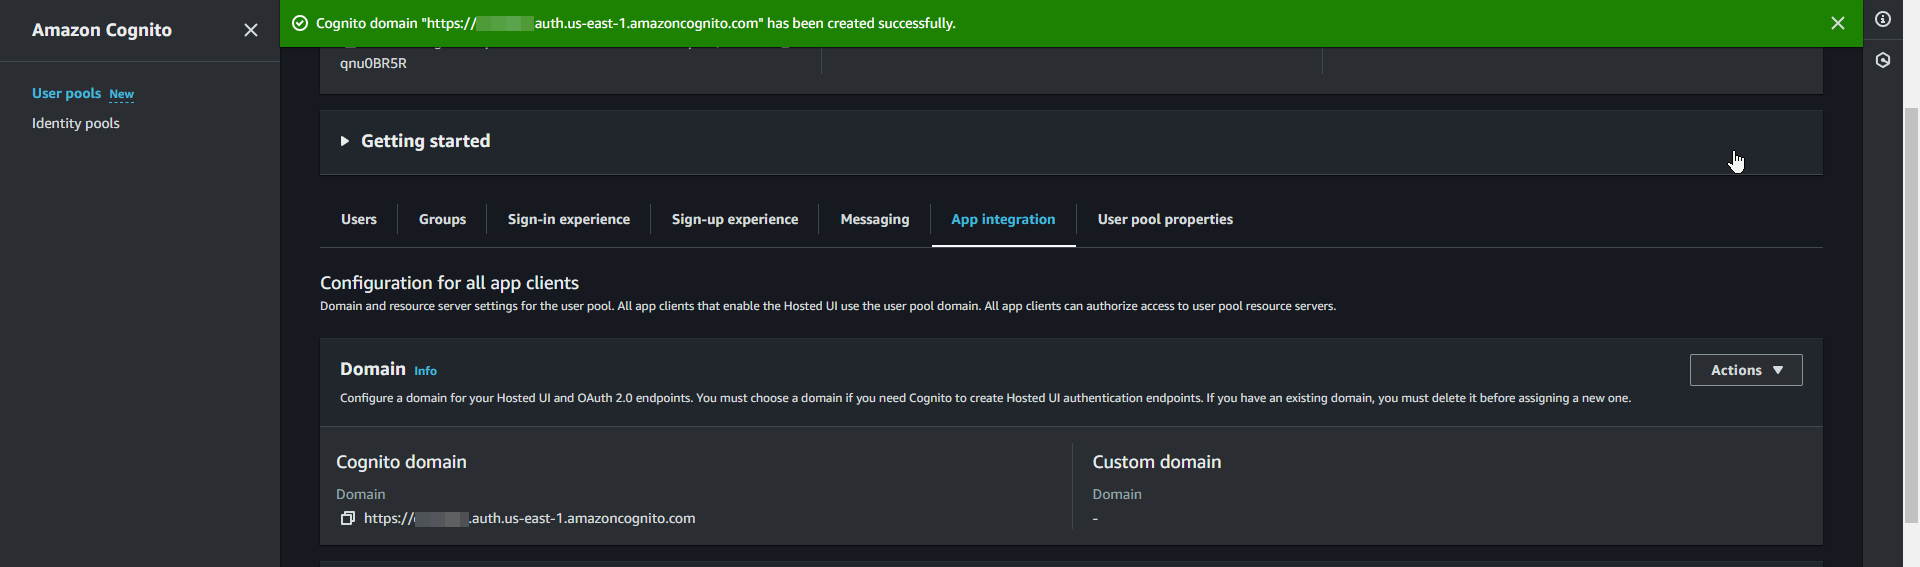 Amazon Cognito
User pools New
Identity pools
Cognito domain "https:// auth.us-east-1.amazoncognito.com" has been created successfully.
qnu0BR5R
Getting started
Users
Groups
Sign-in experience
Sign-up experience
Messaging
App integration
User pool properties
Configuration for all app clients
Domain and resource server settings for the user pool. All app clients that enable the Hosted UI use the user pool domain. All app clients can authorize access to user pool resource servers.
Domain Info
Actions
Configure a domain for your Hosted UI and OAuth 2.0 endpoints. You must choose a domain if you need Cognito to create Hosted UI authentication endpoints. If you have an existing domain, you must delete it before assigning a new one.
Cognito domain
Domain
https:// .auth.us-east-1.amazoncognito.com
Custom domain
Domain
-